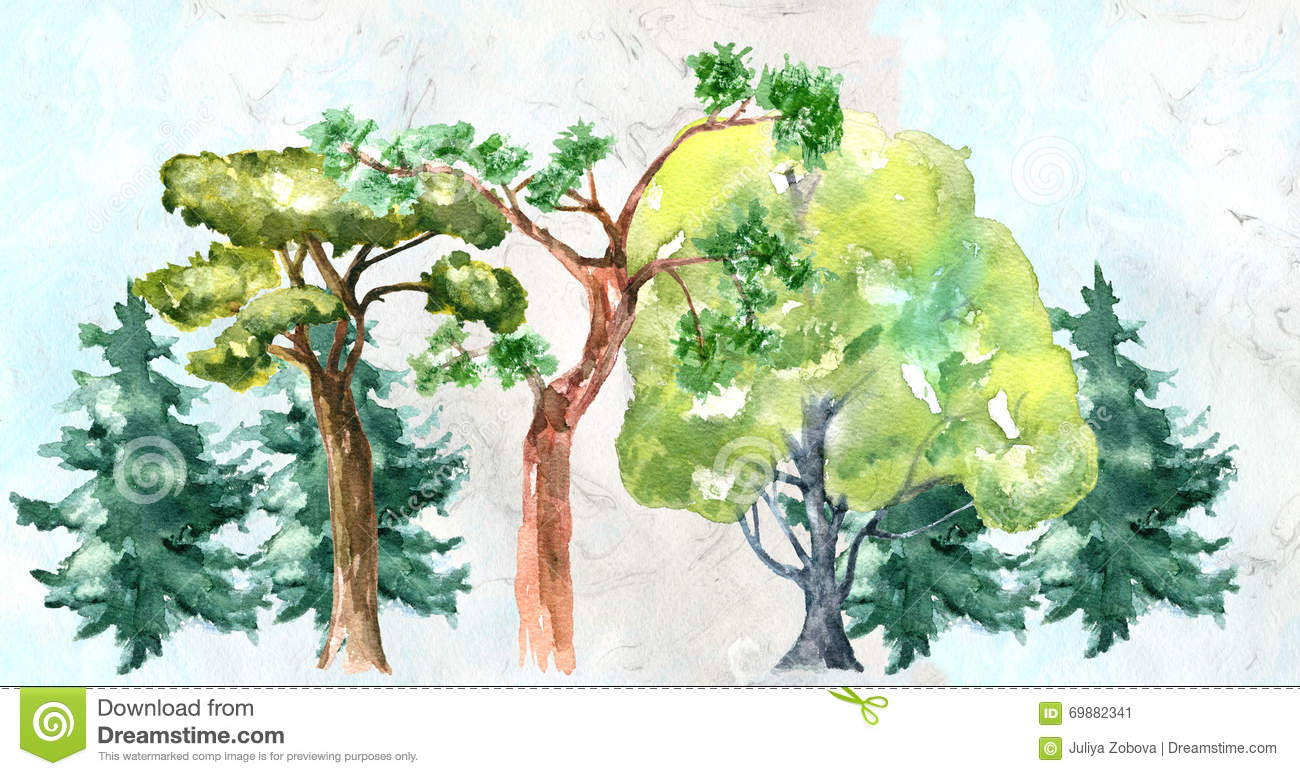 Download from
Dreamstime.com
This watermarked comp image is for previewing purposes only.
ID 69882341
© Juliya Zobova | Dreamstime.com